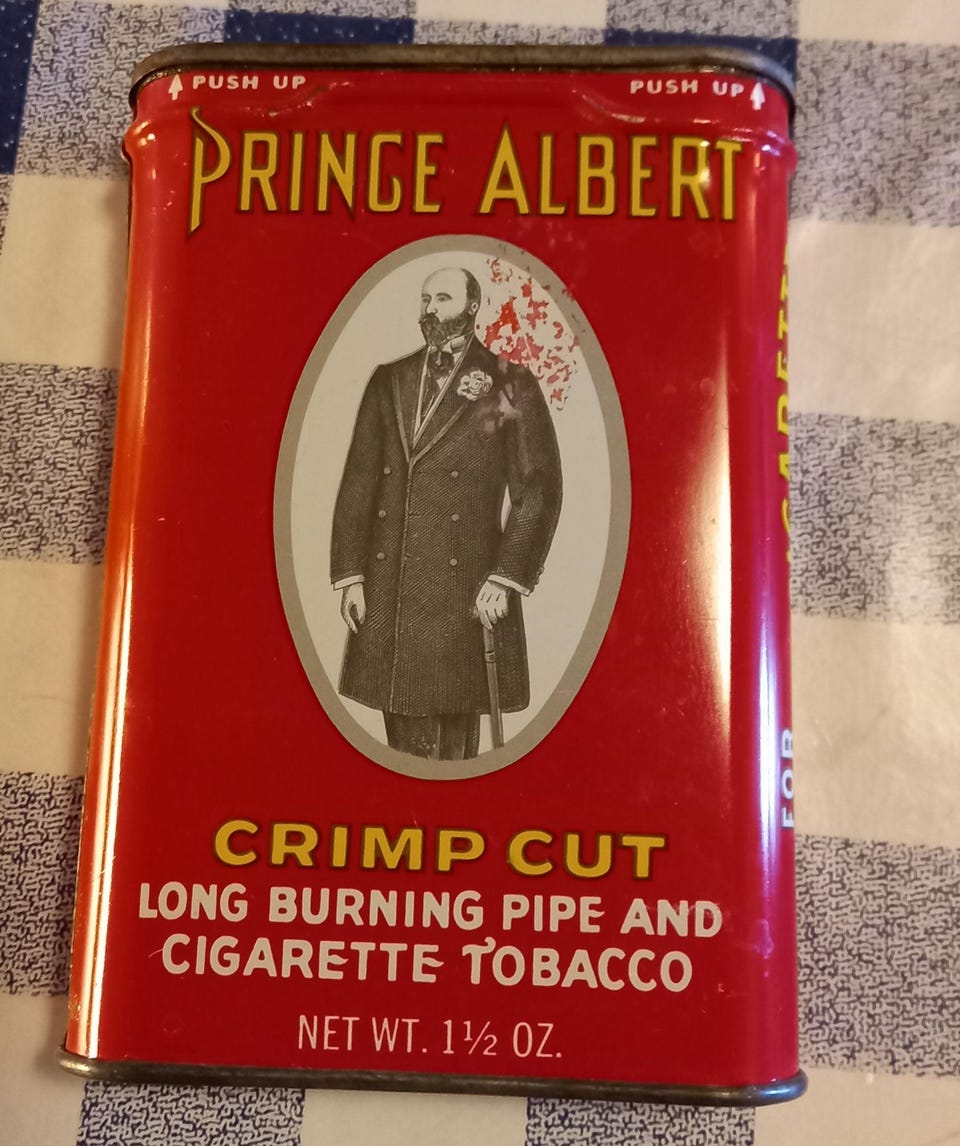 PUSH UP PUSH UP
PRINCE ALBERT
CRIMP CUT
LONG BURNING PIPE AND
CIGARETTE TOBACCO
NET WT. 1½ OZ.
FOR